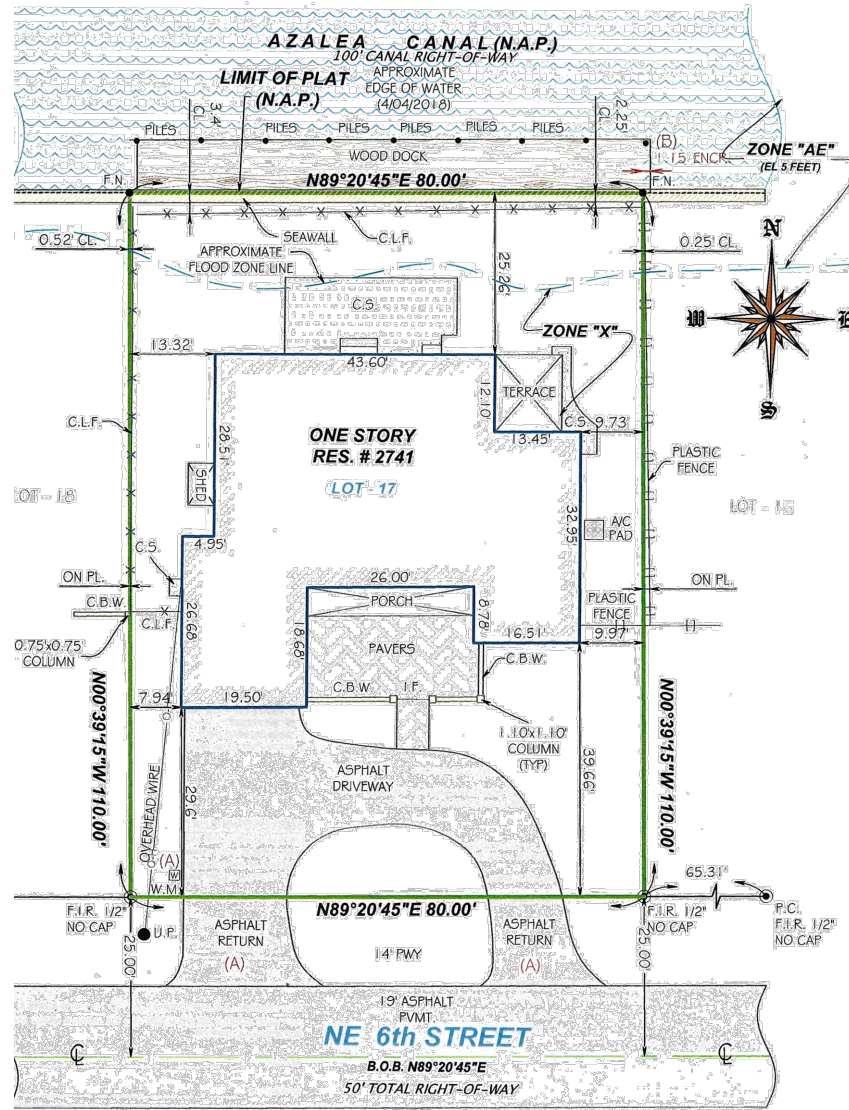 AZALEA CANAL (N.A.P.)
100' CANAL RIGHT-OF-WAY
LIMIT OF PLAT
(N.A.P.)
APPROXIMATE
EDGE OF WATER
(4/04/2018)
3.4'
CL
2.25'
CL
PILES
PILES
PILES
PILES
PILES
PILES
PILES
WOOD DOCK
(B)
1.15 ENCR.
ZONE "AE"
(EL 5 FEET)
F.N.
N89°20'45"E 80.00'
F.N.
SEAWALL
C.L.F.
0.52' CL.
0.25' CL
APPROXIMATE
FLOOD ZONE LINE
25.26'
N
W
E
S
C.S.
ZONE "X"
13.32'
43.60'
12.10'
TERRACE
C.L.F.
28.51'
ONE STORY
RES. # 2741
LOT - 17
C.S.
9.73'
13.45'
PLASTIC
FENCE
SHED
LOT - 18
LOT - 16
32.95'
A/C
PAD
4.95'
C.S.
ON PL.
ON PL.
26.00'
PORCH
8.78'
PLASTIC
FENCE
C.B.W.
C.L.F.
26.68'
18.68'
PAVERS
16.51'
9.97'
0.75'x0.75'
COLUMN
C.B.W.
7.94'
19.50'
C.B.W.
I.F.
N00°39'15"W 110.00'
N00°39'15"W 110.00'
1.10'x1.10'
COLUMN
(TYP)
ASPHALT
DRIVEWAY
29.6'
39.66'
OVERHEAD WIRE
(A)
W
W.M
65.31'
F.I.R. 1/2"
NO CAP
N89°20'45"E 80.00'
F.I.R. 1/2"
NO CAP
P.C.
F.I.R. 1/2"
NO CAP
U.P.
25.00'
ASPHALT
RETURN
(A)
14' PWY
ASPHALT
RETURN
(A)
25.00'
19' ASPHALT
PVMT
NE 6th STREET
CL
CL
B.O.B. N89°20'45"E
50' TOTAL RIGHT-OF-WAY